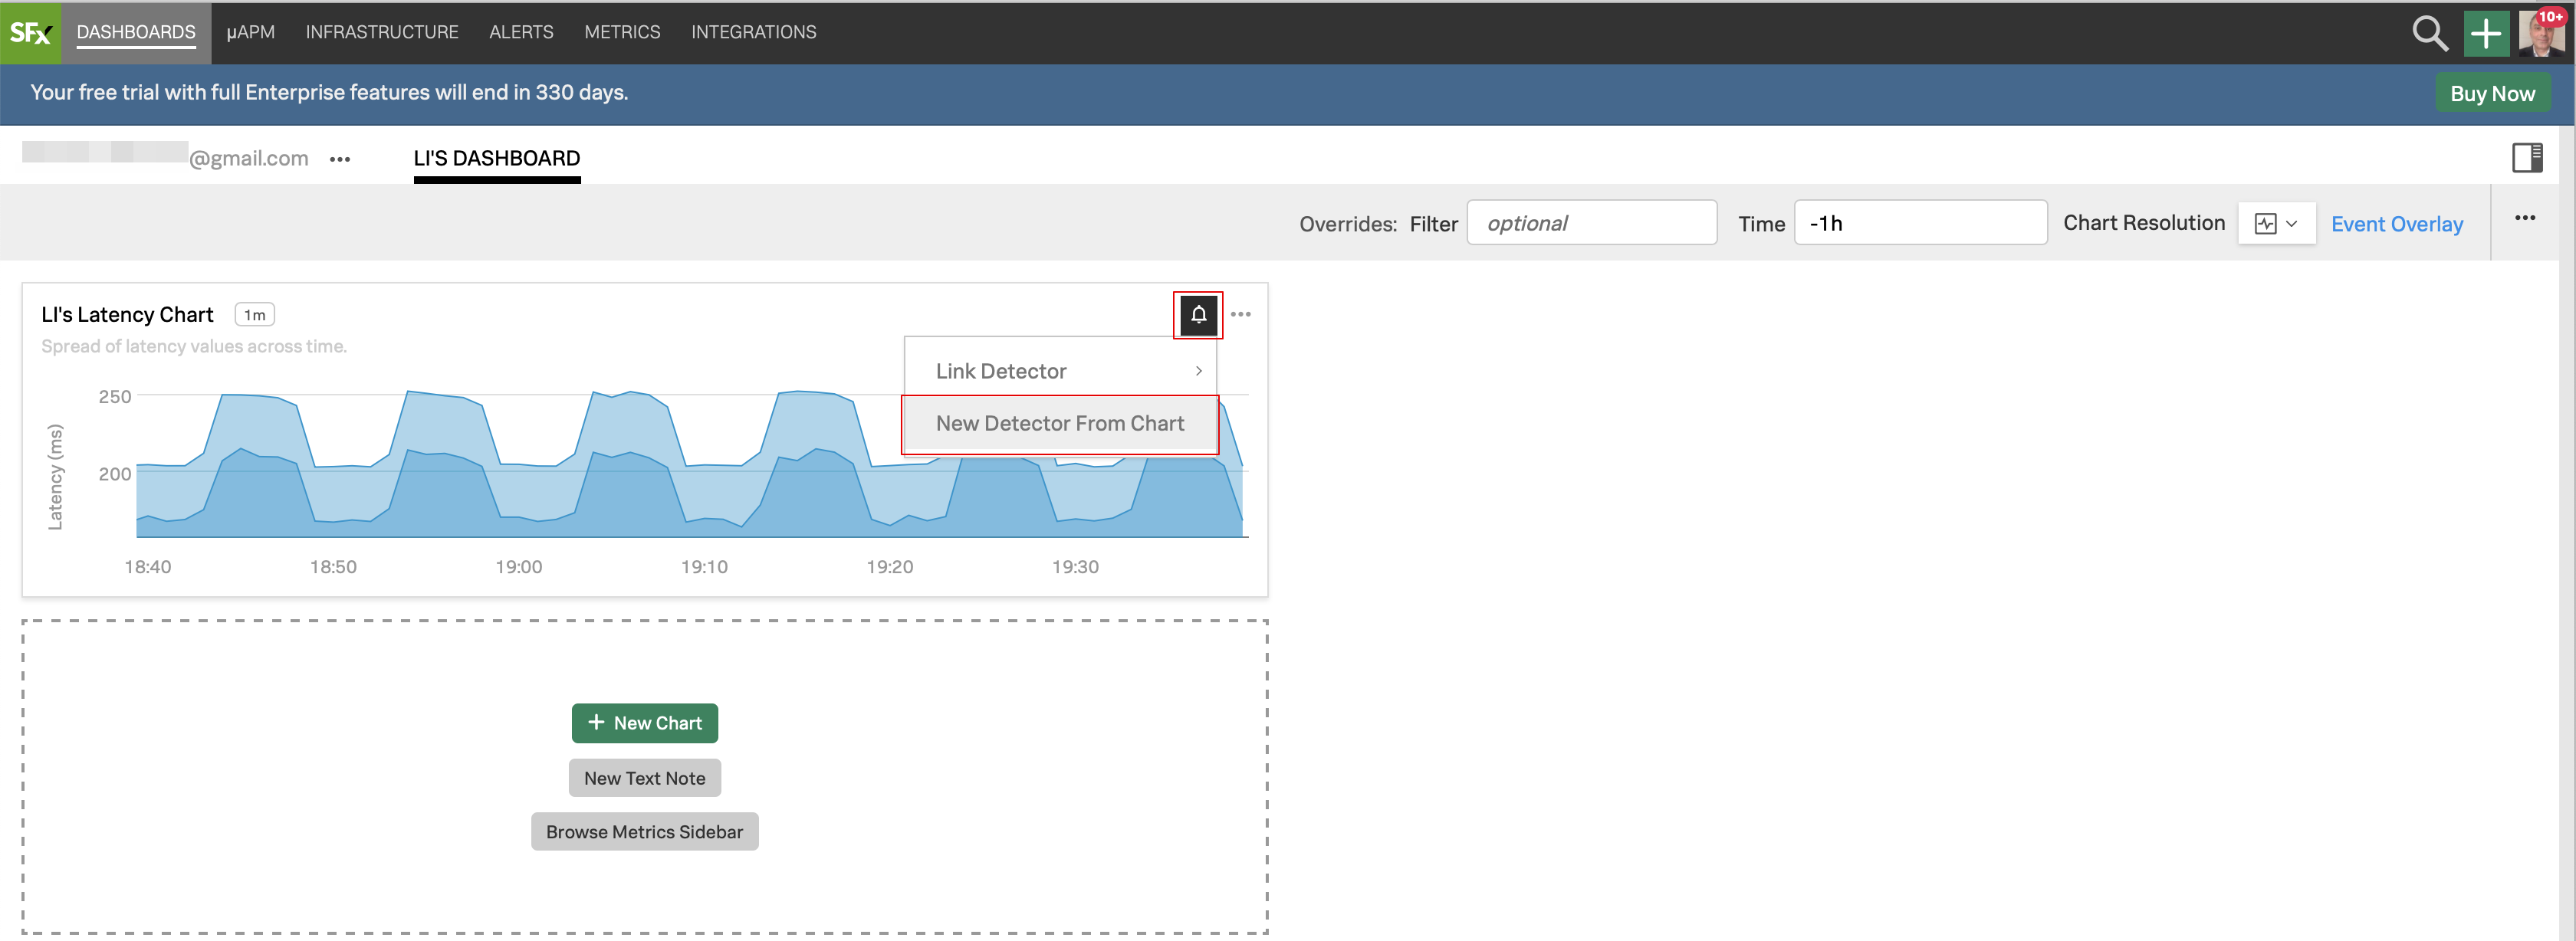 SFx DASHBOARDS µAPM INFRASTRUCTURE ALERTS METRICS INTEGRATIONS 10+
Your free trial with full Enterprise features will end in 330 days. Buy Now
@gmail.com ••• LI'S DASHBOARD
Overrides: Filter optional Time -1h Chart Resolution Event Overlay •••
LI's Latency Chart 1m
Spread of latency values across time.
Link Detector
New Detector From Chart
Latency (ms)
250
200
18:40 18:50 19:00 19:10 19:20 19:30
+ New Chart
New Text Note
Browse Metrics Sidebar